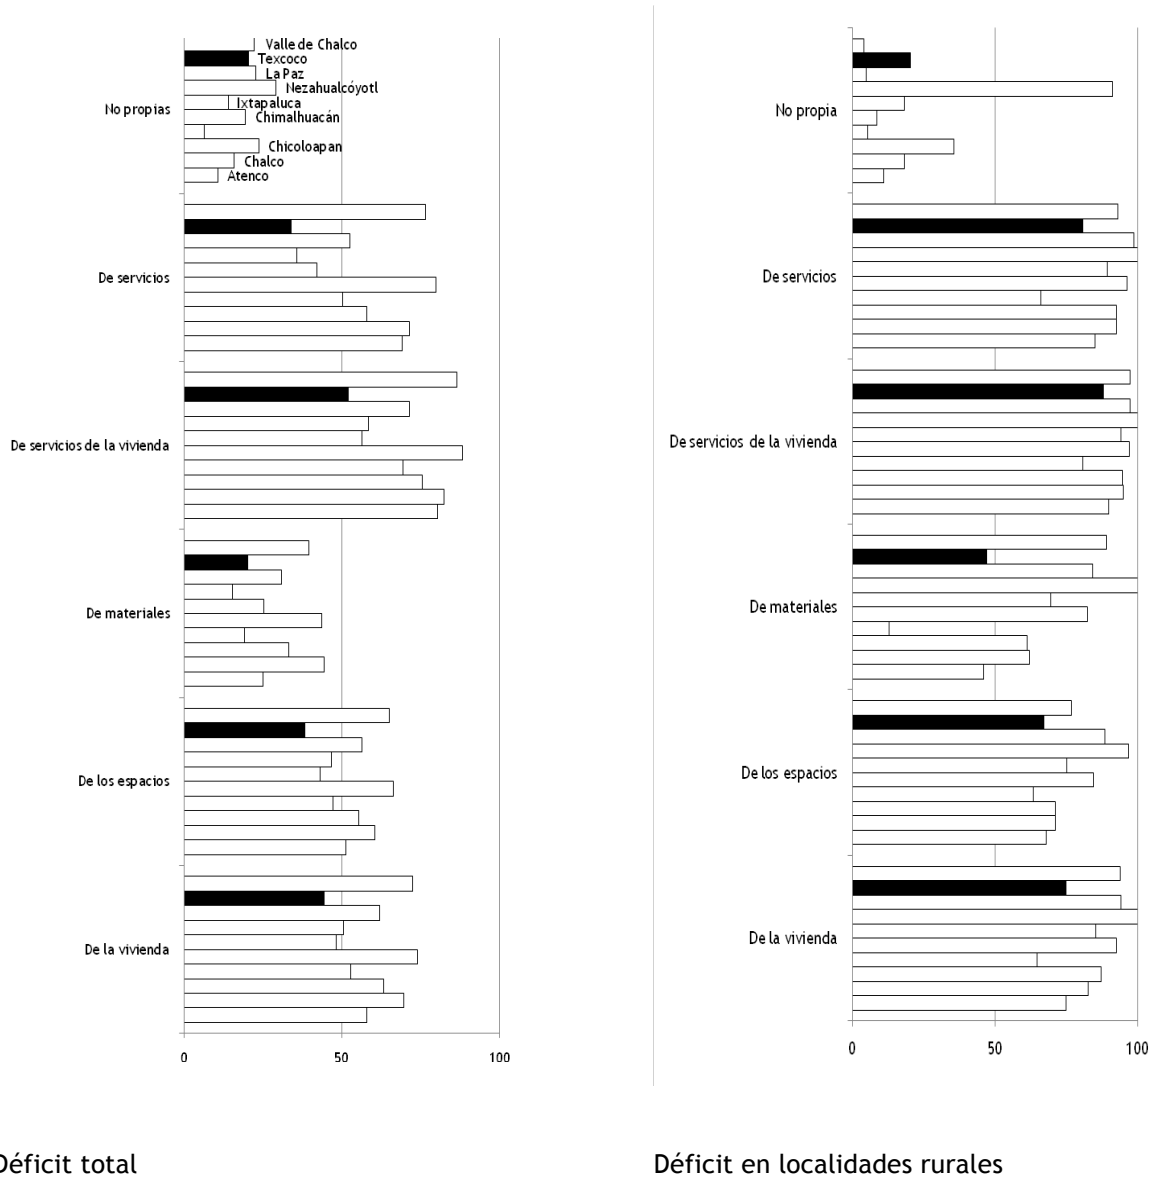 Valle de Chalco
Texcoco
La Paz
Nezahualcóyotl
Ixtapaluca
Chimalhuacán
Chicoloapan
Chalco
Atenco
No propias
De servicios
De servicios de la vivienda
De materiales
De los espacios
De la vivienda
0 50 100
No propia
De servicios
De servicios de la vivienda
De materiales
De los espacios
De la vivienda
0 50 100
Déficit total
Déficit en localidades rurales